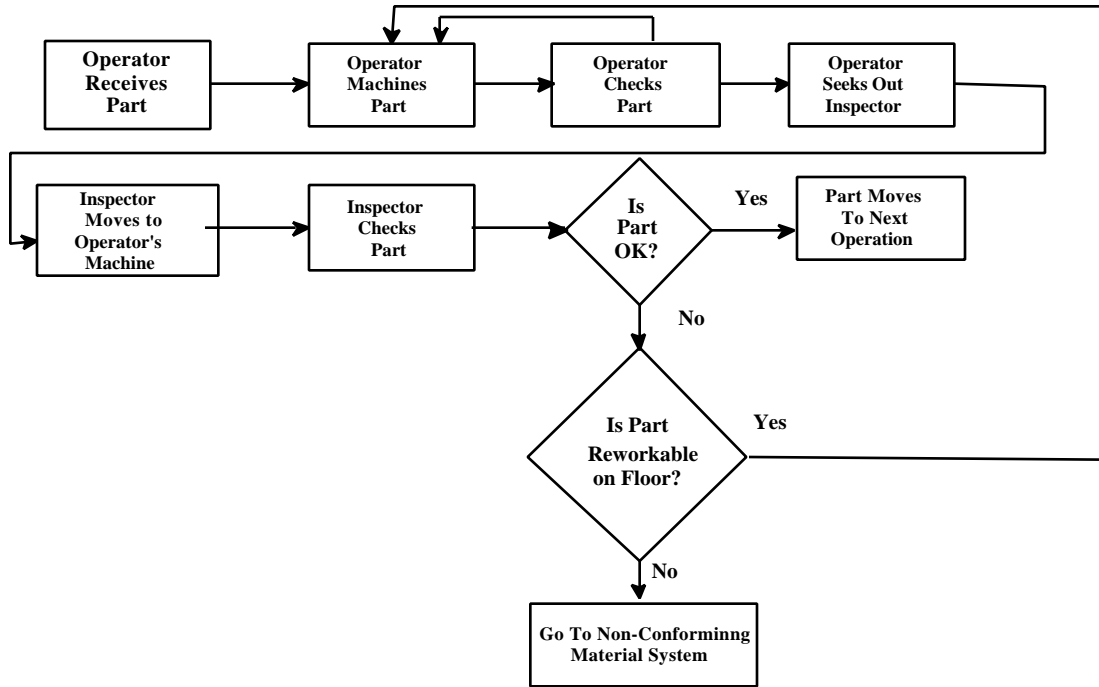 Operator
Receives
Part
Operator
Machines
Part
Operator
Checks
Part
Operator
Seeks Out
Inspector
Inspector
Moves to
Operator's
Machine
Inspector
Checks
Part
Is
Part
OK?
Yes
Part Moves
To Next
Operation
No
Is Part
Reworkable
on Floor?
Yes
No
Go To Non-Conforminng
Material System